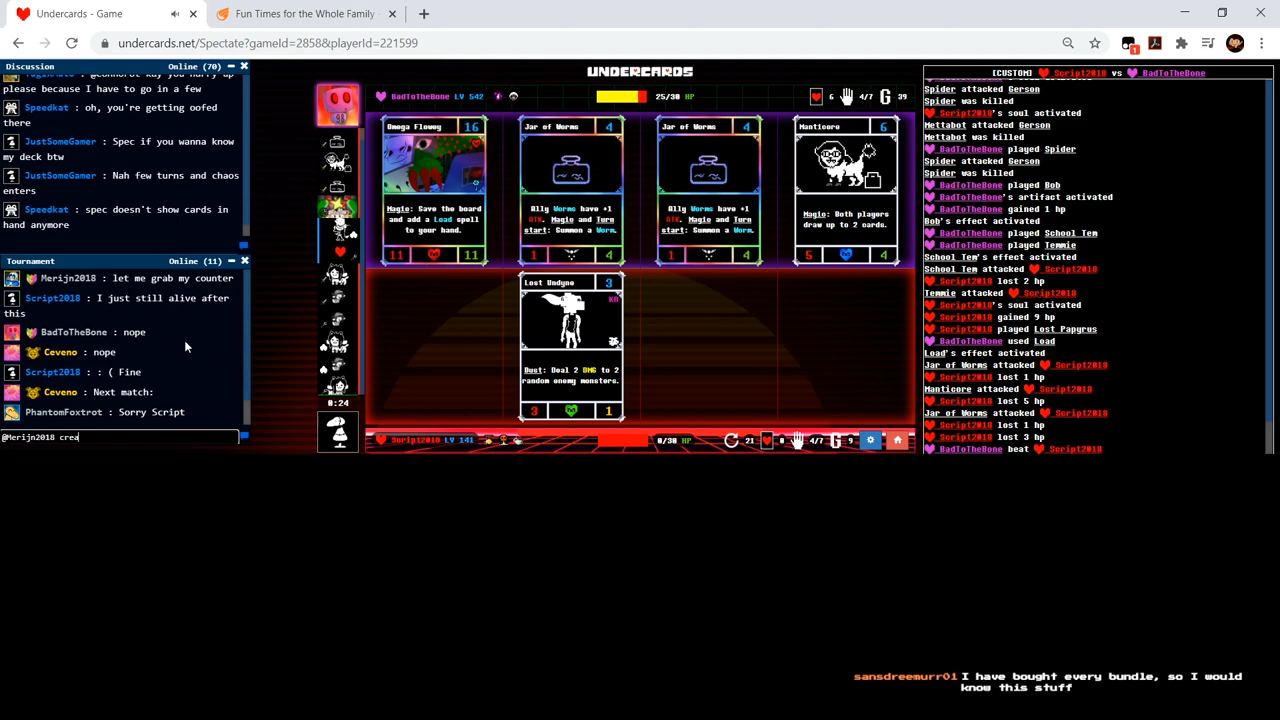 Undercards - Game
Fun Times for the Whole Family
undercards.net/Spectate?gameId=2858&playerId=221599
Discussion Online (70)
please because I have to go in a few
Speedkat : oh, you're getting oofed
there
JustSomeGamer : Spec if you wanna know
my deck btw
JustSomeGamer : Nah few turns and chaos
enters
Speedkat : spec doesn't show cards in
hand anymore
Tournament Online (11)
Merijn2018 : let me grab my counter
Script2018 : I just still alive after
this
BadToTheBone : nope
Ceveno : nope
Script2018 : : ( Fine
Ceveno : Next match:
PhantomFoxtrot : Sorry Script
@Merijn2018 crea
UNDERCARDS
BadToTheBone LV 542 25/30 HP 6 4/7 G 39
Omega Flowey 16
Magic: Save the board
and add a Load spell
to your hand.
11 11
Jar of Worms 4
Ally Worms have +1
ATK. Magic and Turn
start: Summon a Worm.
1 4
Jar of Worms 4
Ally Worms have +1
ATK. Magic and Turn
start: Summon a Worm.
1 4
Manticore 6
Magic: Both players
draw up to 2 cards.
5 4
Lost Undyne 3
KR
Dust: Deal 2 DMG to 2
random enemy monsters.
3 1
0:24
Script2018 LV 141 0/30 HP 21 0 4/7 G 9
[CUSTOM] Script2018 vs BadToTheBone
Spider attacked Gerson
Spider was killed
Script2018's soul activated
Mettabot attacked Gerson
Mettabot was killed
BadToTheBone played Spider
Spider attacked Gerson
Spider was killed
BadToTheBone played Bob
BadToTheBone's artifact activated
BadToTheBone gained 1 hp
Bob's effect activated
BadToTheBone played School Tem
BadToTheBone played Temmie
School Tem's effect activated
School Tem attacked Script2018
Script2018 lost 2 hp
Temmie attacked Script2018
Script2018's soul activated
Script2018 gained 9 hp
Script2018 played Lost Papyrus
BadToTheBone used Load
Load's effect activated
Jar of Worms attacked Script2018
Script2018 lost 1 hp
Manticore attacked Script2018
Script2018 lost 5 hp
Jar of Worms attacked Script2018
Script2018 lost 1 hp
Script2018 lost 3 hp
BadToTheBone beat Script2018
sansdreemurr01 I have bought every bundle, so I would
know this stuff